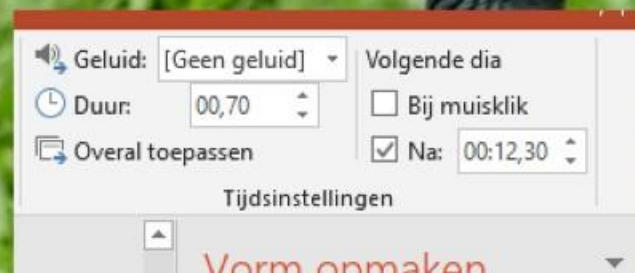 Geluid: [Geen geluid] Volgende dia
Duur: 00,70 Bij muisklik
Overal toepassen Na: 00:12,30
Tijdsinstellingen
Vorm opmaken